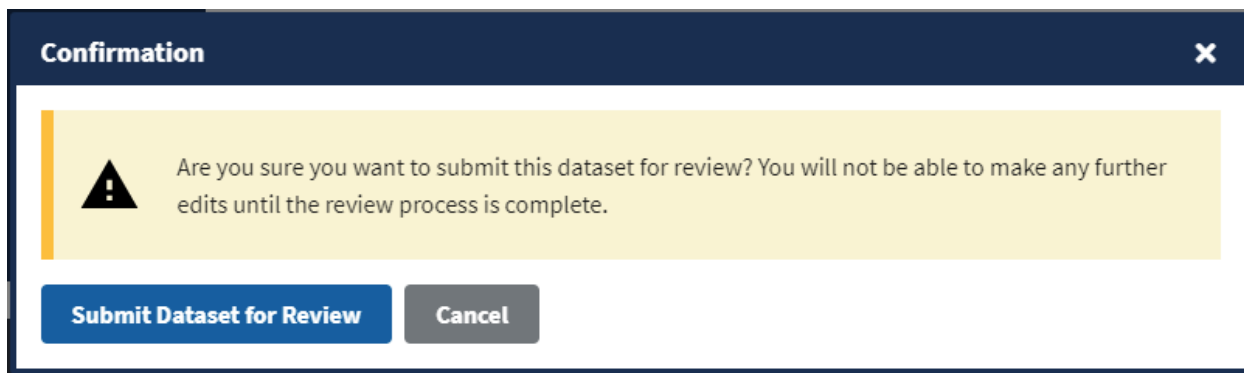 Confirmation
Are you sure you want to submit this dataset for review? You will not be able to make any further
edits until the review process is complete.
Submit Dataset for Review
Cancel